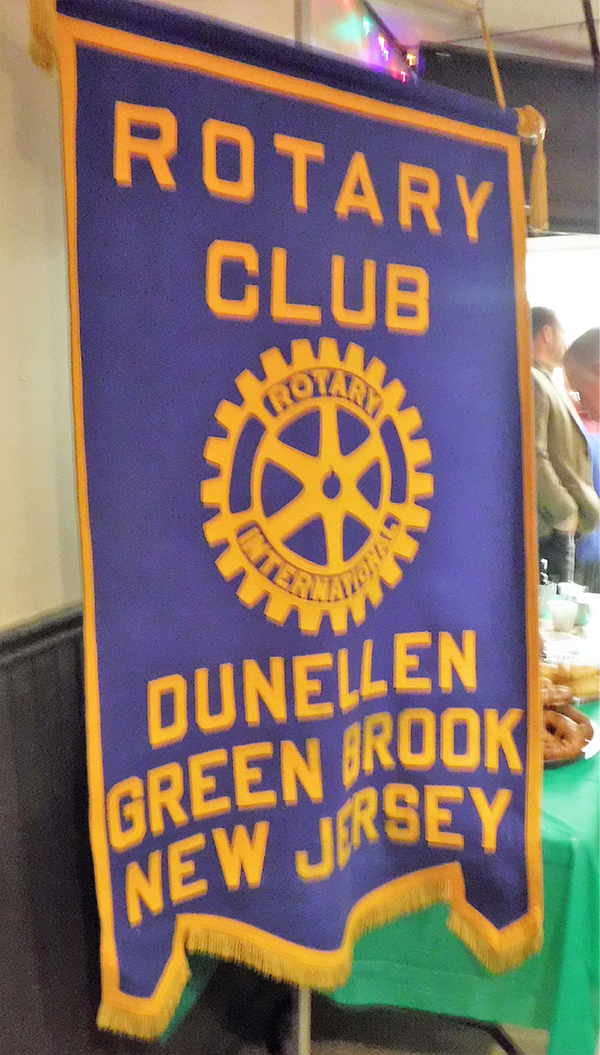 ROTARY
CLUB
ROTARY
INTERNATIONAL
DUNELLEN
GREEN BROOK
NEW JERSEY